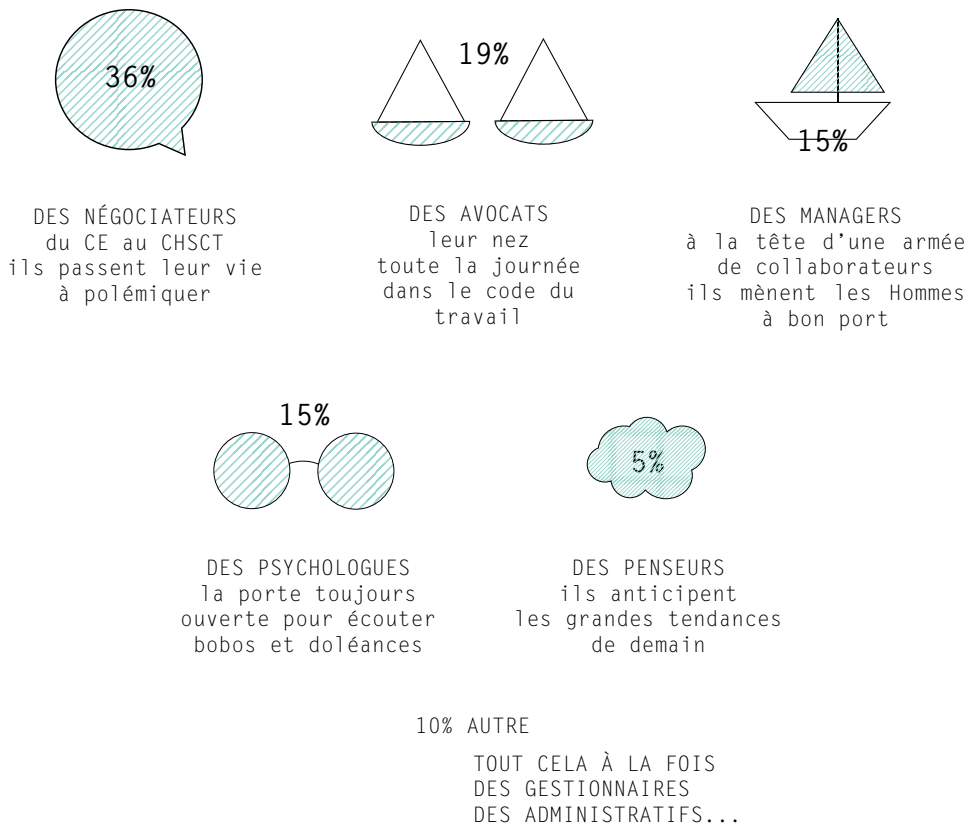 36%
DES NÉGOCIATEURS
du CE au CHSCT
ils passent leur vie
à polémiquer
19%
DES AVOCATS
leur nez
toute la journée
dans le code du
travail
15%
DES MANAGERS
à la tête d'une armée
de collaborateurs
ils mènent les Hommes
à bon port
15%
DES PSYCHOLOGUES
la porte toujours
ouverte pour écouter
bobos et doléances
5%
DES PENSEURS
ils anticipent
les grandes tendances
de demain
10% AUTRE
TOUT CELA À LA FOIS
DES GESTIONNAIRES
DES ADMINISTRATIFS...